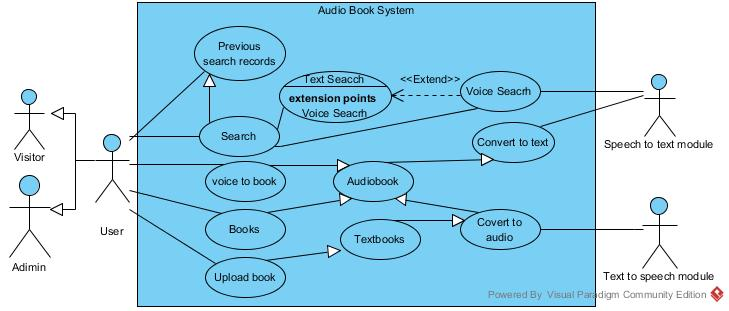 Audio Book System
Previous
search records
Text Seacch
extension points
Voice Seacrh
<<Extend>>
Voice Seacrh
Search
Convert to text
Speech to text module
Visitor
voice to book
Audiobook
User
Books
Textbooks
Covert to
audio
Adimin
Upload book
Text to speech module
Powered By Visual Paradigm Community Edition